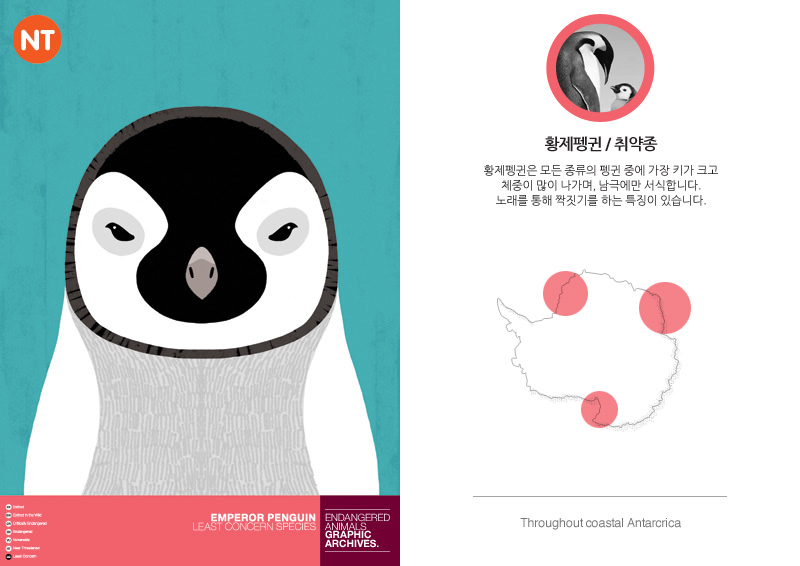 NT
Extinct
Extinct in the Wild
Critically Endangered
Endangered
Vulnerable
Near Threatened
Least Concern
EMPEROR PENGUIN
LEAST CONCERN SPECIES
ENDANGERED
ANIMALS
GRAPHIC
ARCHIVES.
황제펭귄 / 취약종
황제펭귄은 모든 종류의 펭귄 중에 가장 키가 크고
체중이 많이 나가며, 남극에만 서식합니다.
노래를 통해 짝짓기를 하는 특징이 있습니다.
Throughout coastal Antarcrica